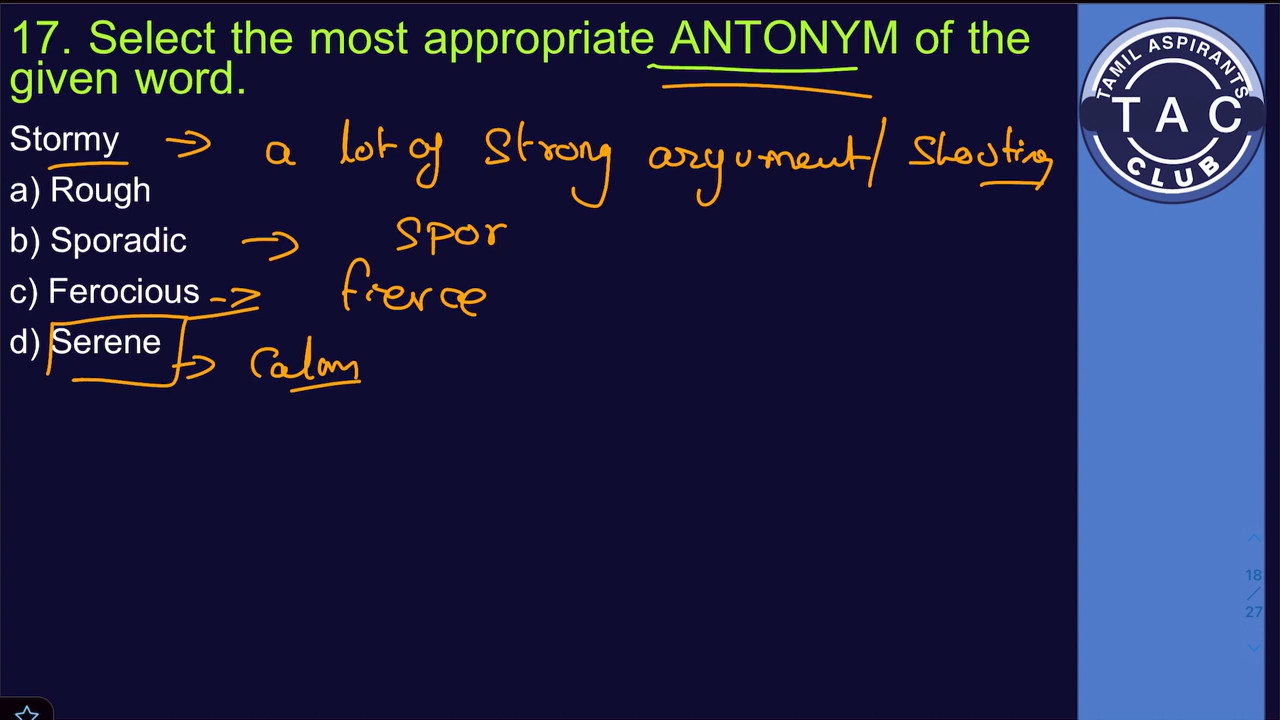 17. Select the most appropriate ANTONYM of the
given word.
Stormy → a lot of strong argument/ shouting
a) Rough
b) Sporadic → spor
c) Ferocious → fierce
d) Serene → calm
TAMIL ASPIRANTS
TAC
CLUB
18
/
27